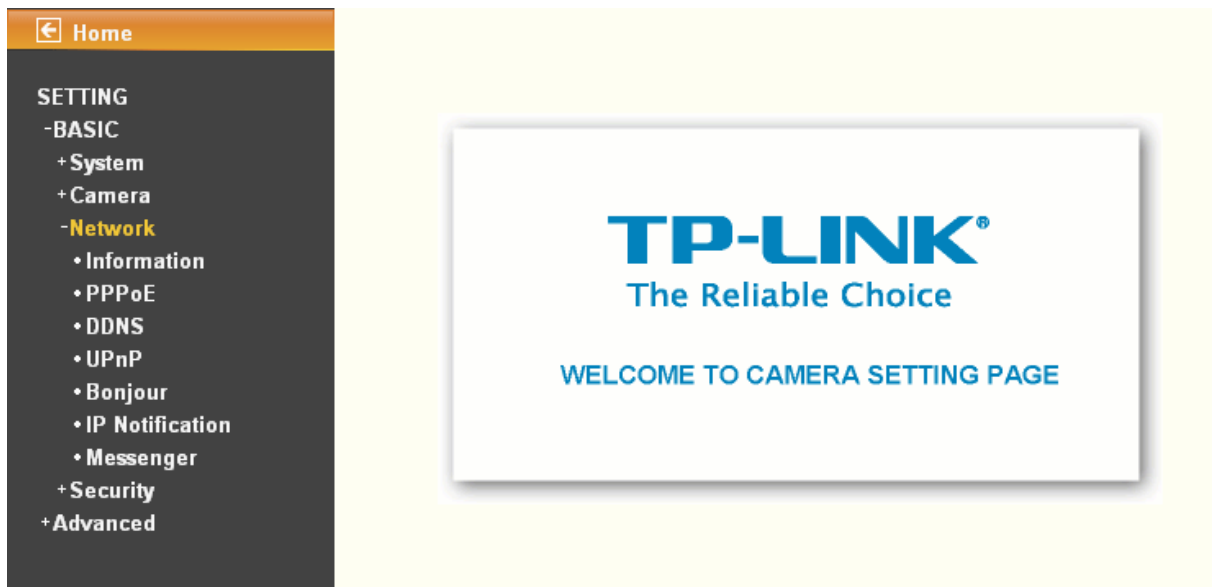 Home
SETTING
-BASIC
+System
+Camera
-Network
•Information
•PPPoE
•DDNS
•UPnP
•Bonjour
•IP Notification
•Messenger
+Security
+Advanced
TP-LINK®
The Reliable Choice
WELCOME TO CAMERA SETTING PAGE